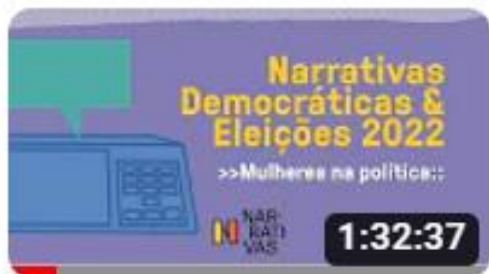 Narrativas
Democráticas &
Eleições 2022
>>Mulheres na política::
NAR-
RATI
VAS
1:32:37